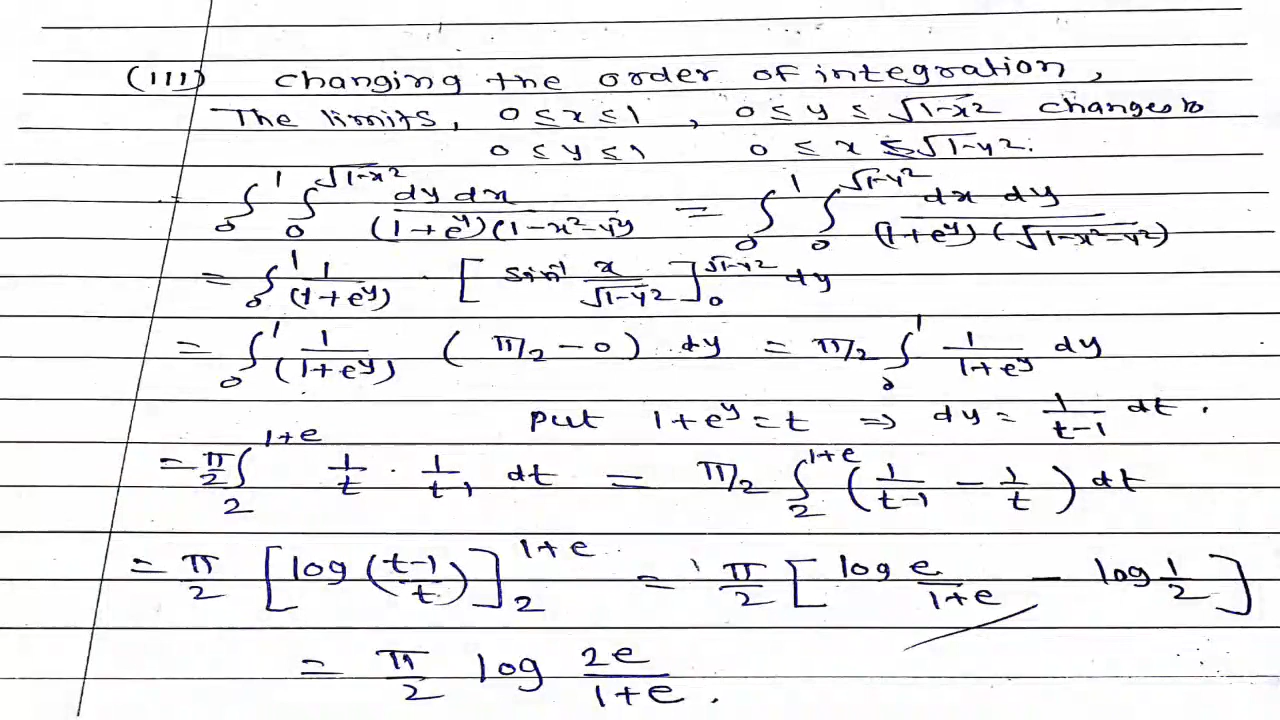 (III) changing the order of integration,
The limits, 0 ≤ x ≤ 1 , 0 ≤ y ≤ √1-x² changes to
0 ≤ y ≤ 1 0 ≤ x ≤ √1-y².
∫₀¹ ∫₀^√1-x² dy dx / (1+e^y)(1-x²-y²) = ∫₀¹ ∫₀^√1-y² dx dy / (1+e^y)(√1-x²-y²)
= ∫₀¹ 1/(1+e^y) · [ sin⁻¹ x/√1-y² ]₀^√1-y² dy
= ∫₀¹ 1/(1+e^y) ( π/2 - 0 ) dy = π/2 ∫₀¹ 1/1+e^y dy
put 1+e^y = t ⇒ dy = 1/t-1 dt .
= π/2 ∫₂^1+e 1/t · 1/t-1 dt = π/2 ∫₂^1+e ( 1/t-1 - 1/t ) dt
= π/2 [ log (t-1/t) ]₂^1+e = π/2 [ log e/1+e - log 1/2 ]
= π/2 log 2e/1+e .